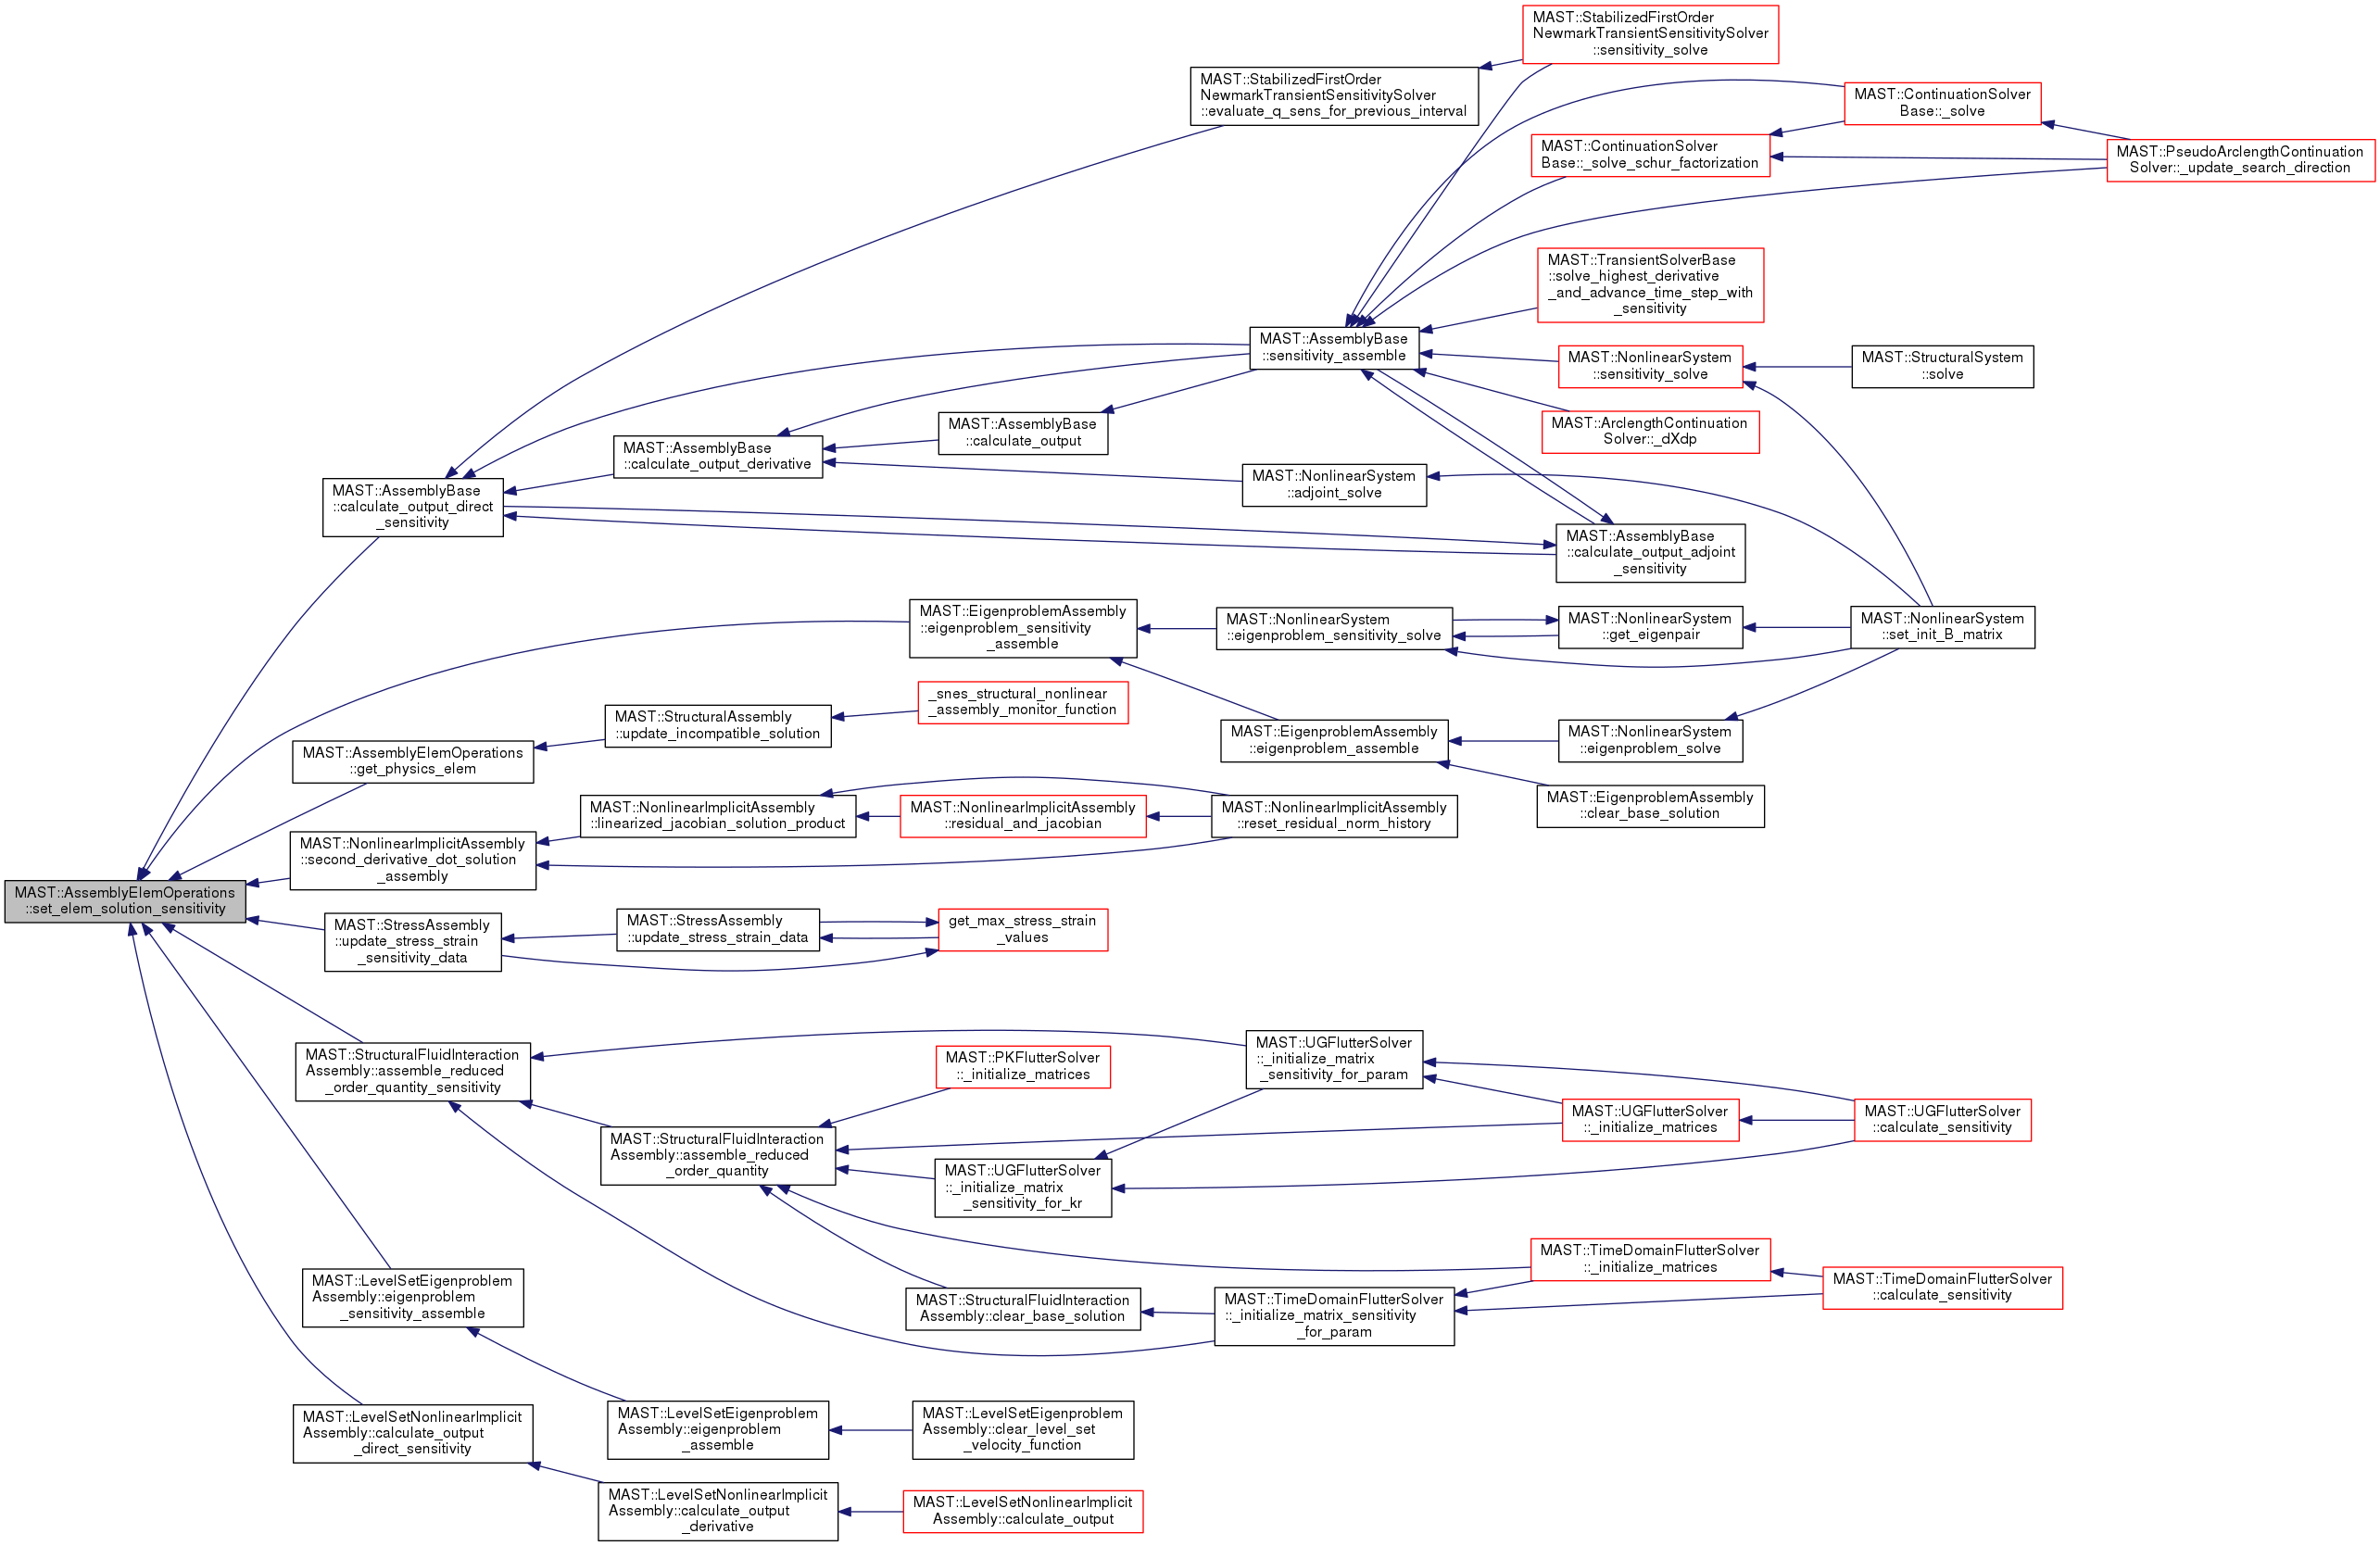 MAST::StabilizedFirstOrder
NewmarkTransientSensitivitySolver
::sensitivity_solve
MAST::StabilizedFirstOrder
NewmarkTransientSensitivitySolver
::evaluate_q_sens_for_previous_interval
MAST::ContinuationSolver
Base::_solve
MAST::ContinuationSolver
Base::_solve_schur_factorization
MAST::PseudoArclengthContinuation
Solver::_update_search_direction
MAST::TransientSolverBase
::solve_highest_derivative
_and_advance_time_step_with
_sensitivity
MAST::AssemblyBase
::sensitivity_assemble
MAST::NonlinearSystem
::sensitivity_solve
MAST::StructuralSystem
::solve
MAST::ArclengthContinuation
Solver::_dXdp
MAST::AssemblyBase
::calculate_output
MAST::AssemblyBase
::calculate_output_derivative
MAST::NonlinearSystem
::adjoint_solve
MAST::AssemblyBase
::calculate_output_direct
_sensitivity
MAST::AssemblyBase
::calculate_output_adjoint
_sensitivity
MAST::EigenproblemAssembly
::eigenproblem_sensitivity
_assemble
MAST::NonlinearSystem
::eigenproblem_sensitivity_solve
MAST::NonlinearSystem
::get_eigenpair
MAST::NonlinearSystem
::set_init_B_matrix
_snes_structural_nonlinear
_assembly_monitor_function
MAST::StructuralAssembly
::update_incompatible_solution
MAST::AssemblyElemOperations
::get_physics_elem
MAST::EigenproblemAssembly
::eigenproblem_assemble
MAST::NonlinearSystem
::eigenproblem_solve
MAST::EigenproblemAssembly
::clear_base_solution
MAST::NonlinearImplicitAssembly
::linearized_jacobian_solution_product
MAST::NonlinearImplicitAssembly
::residual_and_jacobian
MAST::NonlinearImplicitAssembly
::reset_residual_norm_history
MAST::NonlinearImplicitAssembly
::second_derivative_dot_solution
_assembly
MAST::AssemblyElemOperations
::set_elem_solution_sensitivity
MAST::StressAssembly
::update_stress_strain
_sensitivity_data
MAST::StressAssembly
::update_stress_strain_data
get_max_stress_strain
_values
MAST::StructuralFluidInteraction
Assembly::assemble_reduced
_order_quantity_sensitivity
MAST::UGFlutterSolver
::_initialize_matrix
_sensitivity_for_param
MAST::PKFlutterSolver
::_initialize_matrices
MAST::UGFlutterSolver
::_initialize_matrices
MAST::UGFlutterSolver
::calculate_sensitivity
MAST::StructuralFluidInteraction
Assembly::assemble_reduced
_order_quantity
MAST::UGFlutterSolver
::_initialize_matrix
_sensitivity_for_kr
MAST::TimeDomainFlutterSolver
::_initialize_matrices
MAST::TimeDomainFlutterSolver
::calculate_sensitivity
MAST::StructuralFluidInteraction
Assembly::clear_base_solution
MAST::TimeDomainFlutterSolver
::_initialize_matrix_sensitivity
_for_param
MAST::LevelSetEigenproblem
Assembly::eigenproblem
_sensitivity_assemble
MAST::LevelSetEigenproblem
Assembly::eigenproblem
_assemble
MAST::LevelSetEigenproblem
Assembly::clear_level_set
_velocity_function
MAST::LevelSetNonlinearImplicit
Assembly::calculate_output
_direct_sensitivity
MAST::LevelSetNonlinearImplicit
Assembly::calculate_output
_derivative
MAST::LevelSetNonlinearImplicit
Assembly::calculate_output